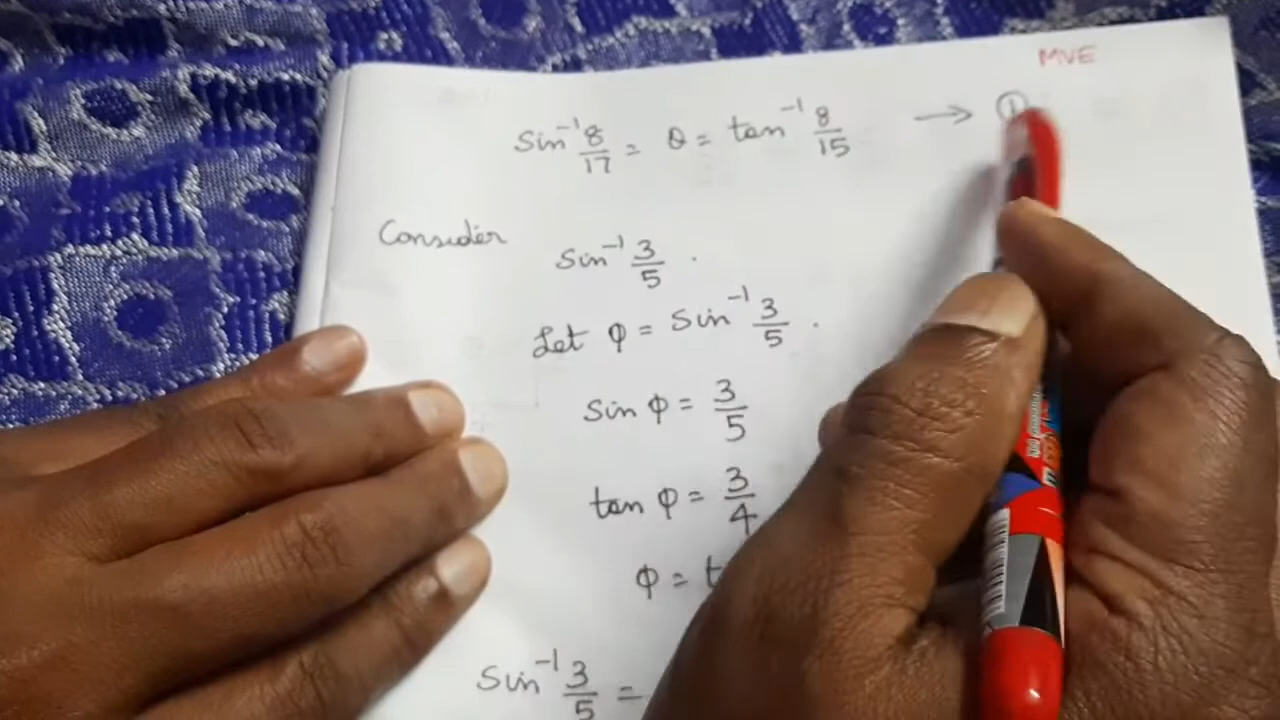 MVE
Sin⁻¹ 8/17 = θ = tan⁻¹ 8/15 → ①
Consider
Sin⁻¹ 3/5 .
Let φ = Sin⁻¹ 3/5 .
Sin φ = 3/5
tan φ = 3/4
φ = t
Sin⁻¹ 3/5 =